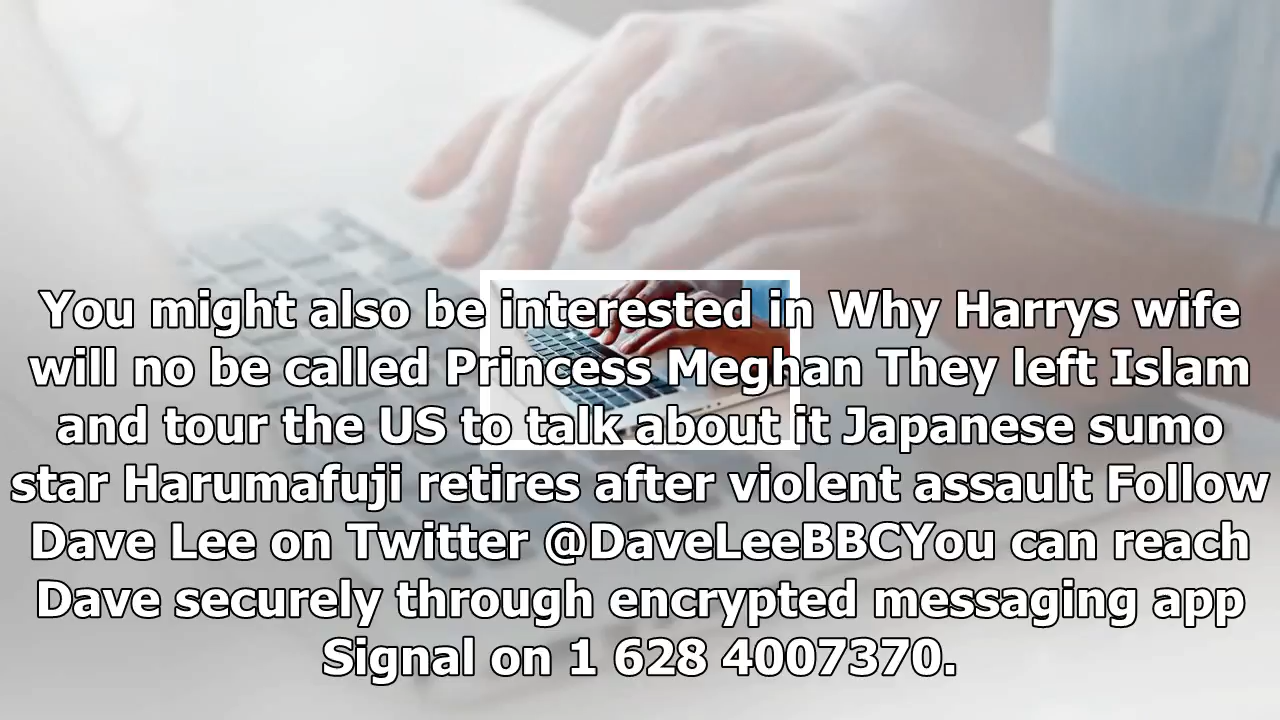 You might also be interested in Why Harrys wife
will no be called Princess Meghan They left Islam
and tour the US to talk about it Japanese sumo
star Harumafuji retires after violent assault Follow
Dave Lee on Twitter @DaveLeeBBCYou can reach
Dave securely through encrypted messaging app
Signal on 1 628 4007370.